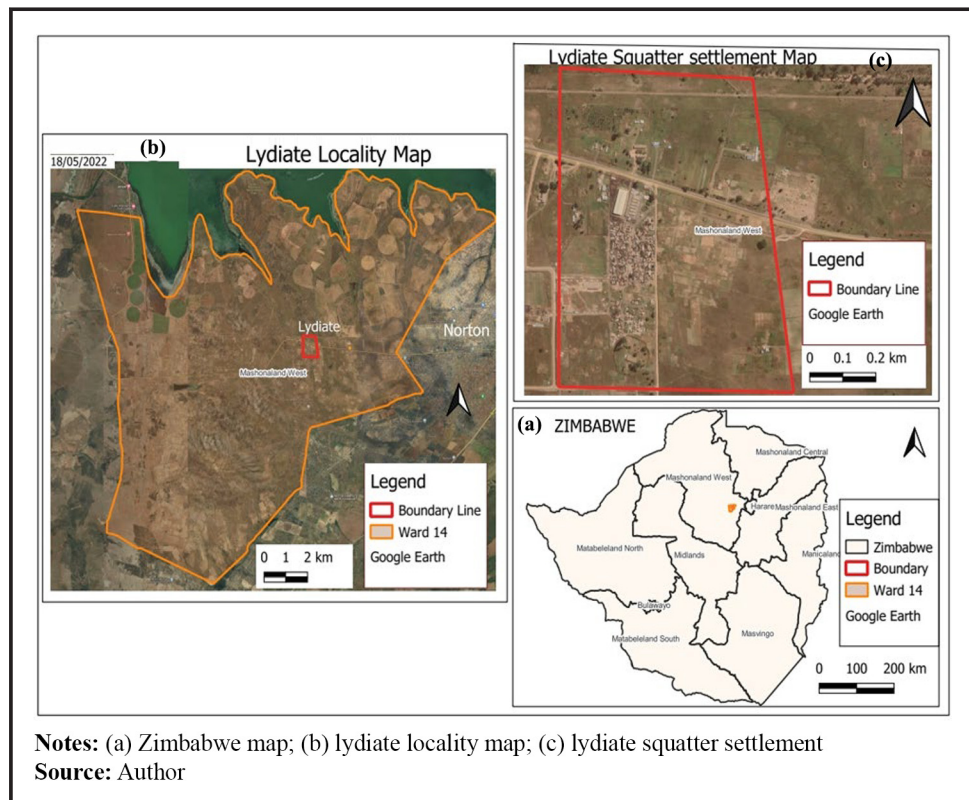 Lydiate Squatter settlement Map
(c)
Mashonaland West
Legend
Boundary Line
Google Earth
0 0.1 0.2 km
(b)
Lydiate Locality Map
18/05/2022
Lydiate
Mashonaland West
Norton
Legend
Boundary Line
Ward 14
Google Earth
0 1 2 km
(a) ZIMBABWE
Mashonaland Central
Mashonaland West
Harare
Mashonaland East
Matabeleland North
Midlands
Manicaland
Bulawayo
Matabeleland South
Masvingo
Legend
Zimbabwe
Boundary
Ward 14
Google Earth
0 100 200 km
Notes: (a) Zimbabwe map; (b) lydiate locality map; (c) lydiate squatter settlement
Source: Author